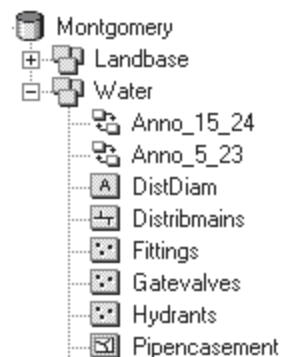 Montgomery
Landbase
Water
Anno_15_24
Anno_5_23
A DistDiam
Distribmains
Fittings
Gatevalves
Hydrants
Pipencasement